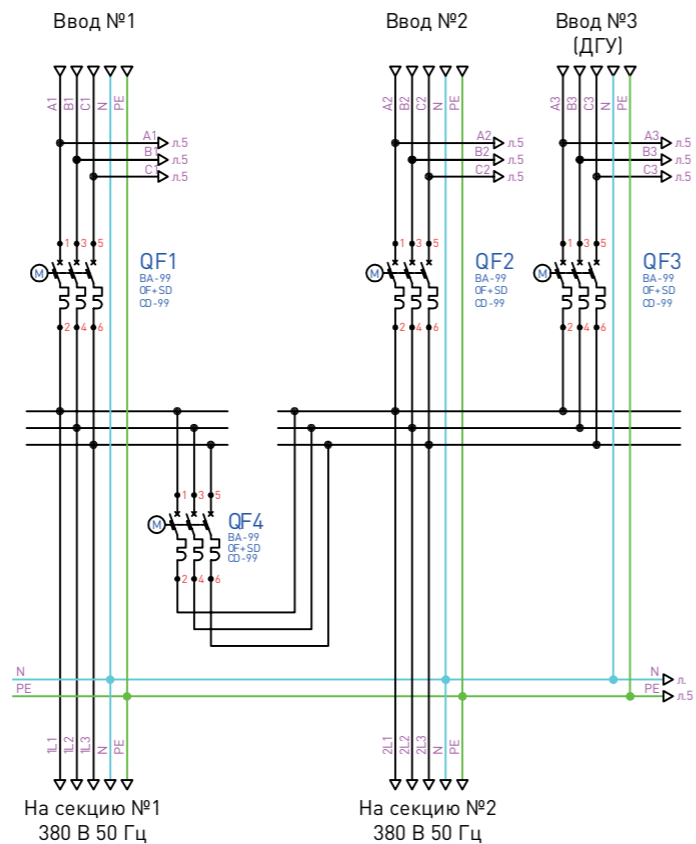 Ввод №1
Ввод №2
Ввод №3
(ДГУ)
A1
B1
C1
N
PE
A2
B2
C2
N
PE
A3
B3
C3
N
PE
A1 л.5
B1 л.5
C1 л.5
A2 л.5
B2 л.5
C2 л.5
A3 л.5
B3 л.5
C3 л.5
1 3 5
M
QF1
BA-99
OF+SD
CD-99
2 4 6
1 3 5
M
QF2
BA-99
OF+SD
CD-99
2 4 6
1 3 5
M
QF3
BA-99
OF+SD
CD-99
2 4 6
1 3 5
M
QF4
BA-99
OF+SD
CD-99
2 4 6
N
N л.
PE
PE л.5
1L1
1L2
1L3
N
PE
2L1
2L2
2L3
N
PE
На секцию №1
380 В 50 Гц
На секцию №2
380 В 50 Гц